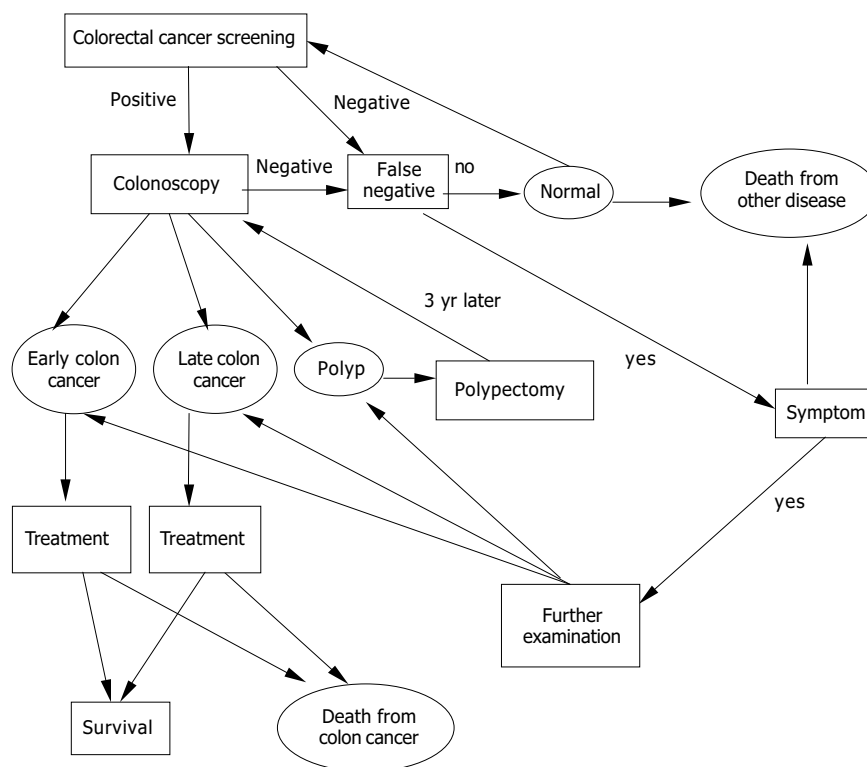 Colorectal cancer screening
Positive
Negative
Colonoscopy
Negative
False
negative
no
Normal
Death from
other disease
3 yr later
Early colon
cancer
Late colon
cancer
Polyp
Polypectomy
yes
Symptom
yes
Treatment
Treatment
Further
examination
Survival
Death from
colon cancer